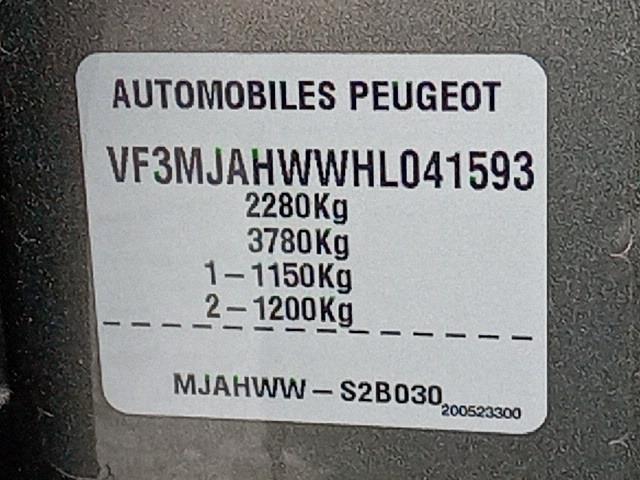 AUTOMOBILES PEUGEOT
VF3MJAHWWHL041593
2280Kg
3780Kg
1-1150Kg
2-1200Kg
MJAHWW-S2B030
200523300